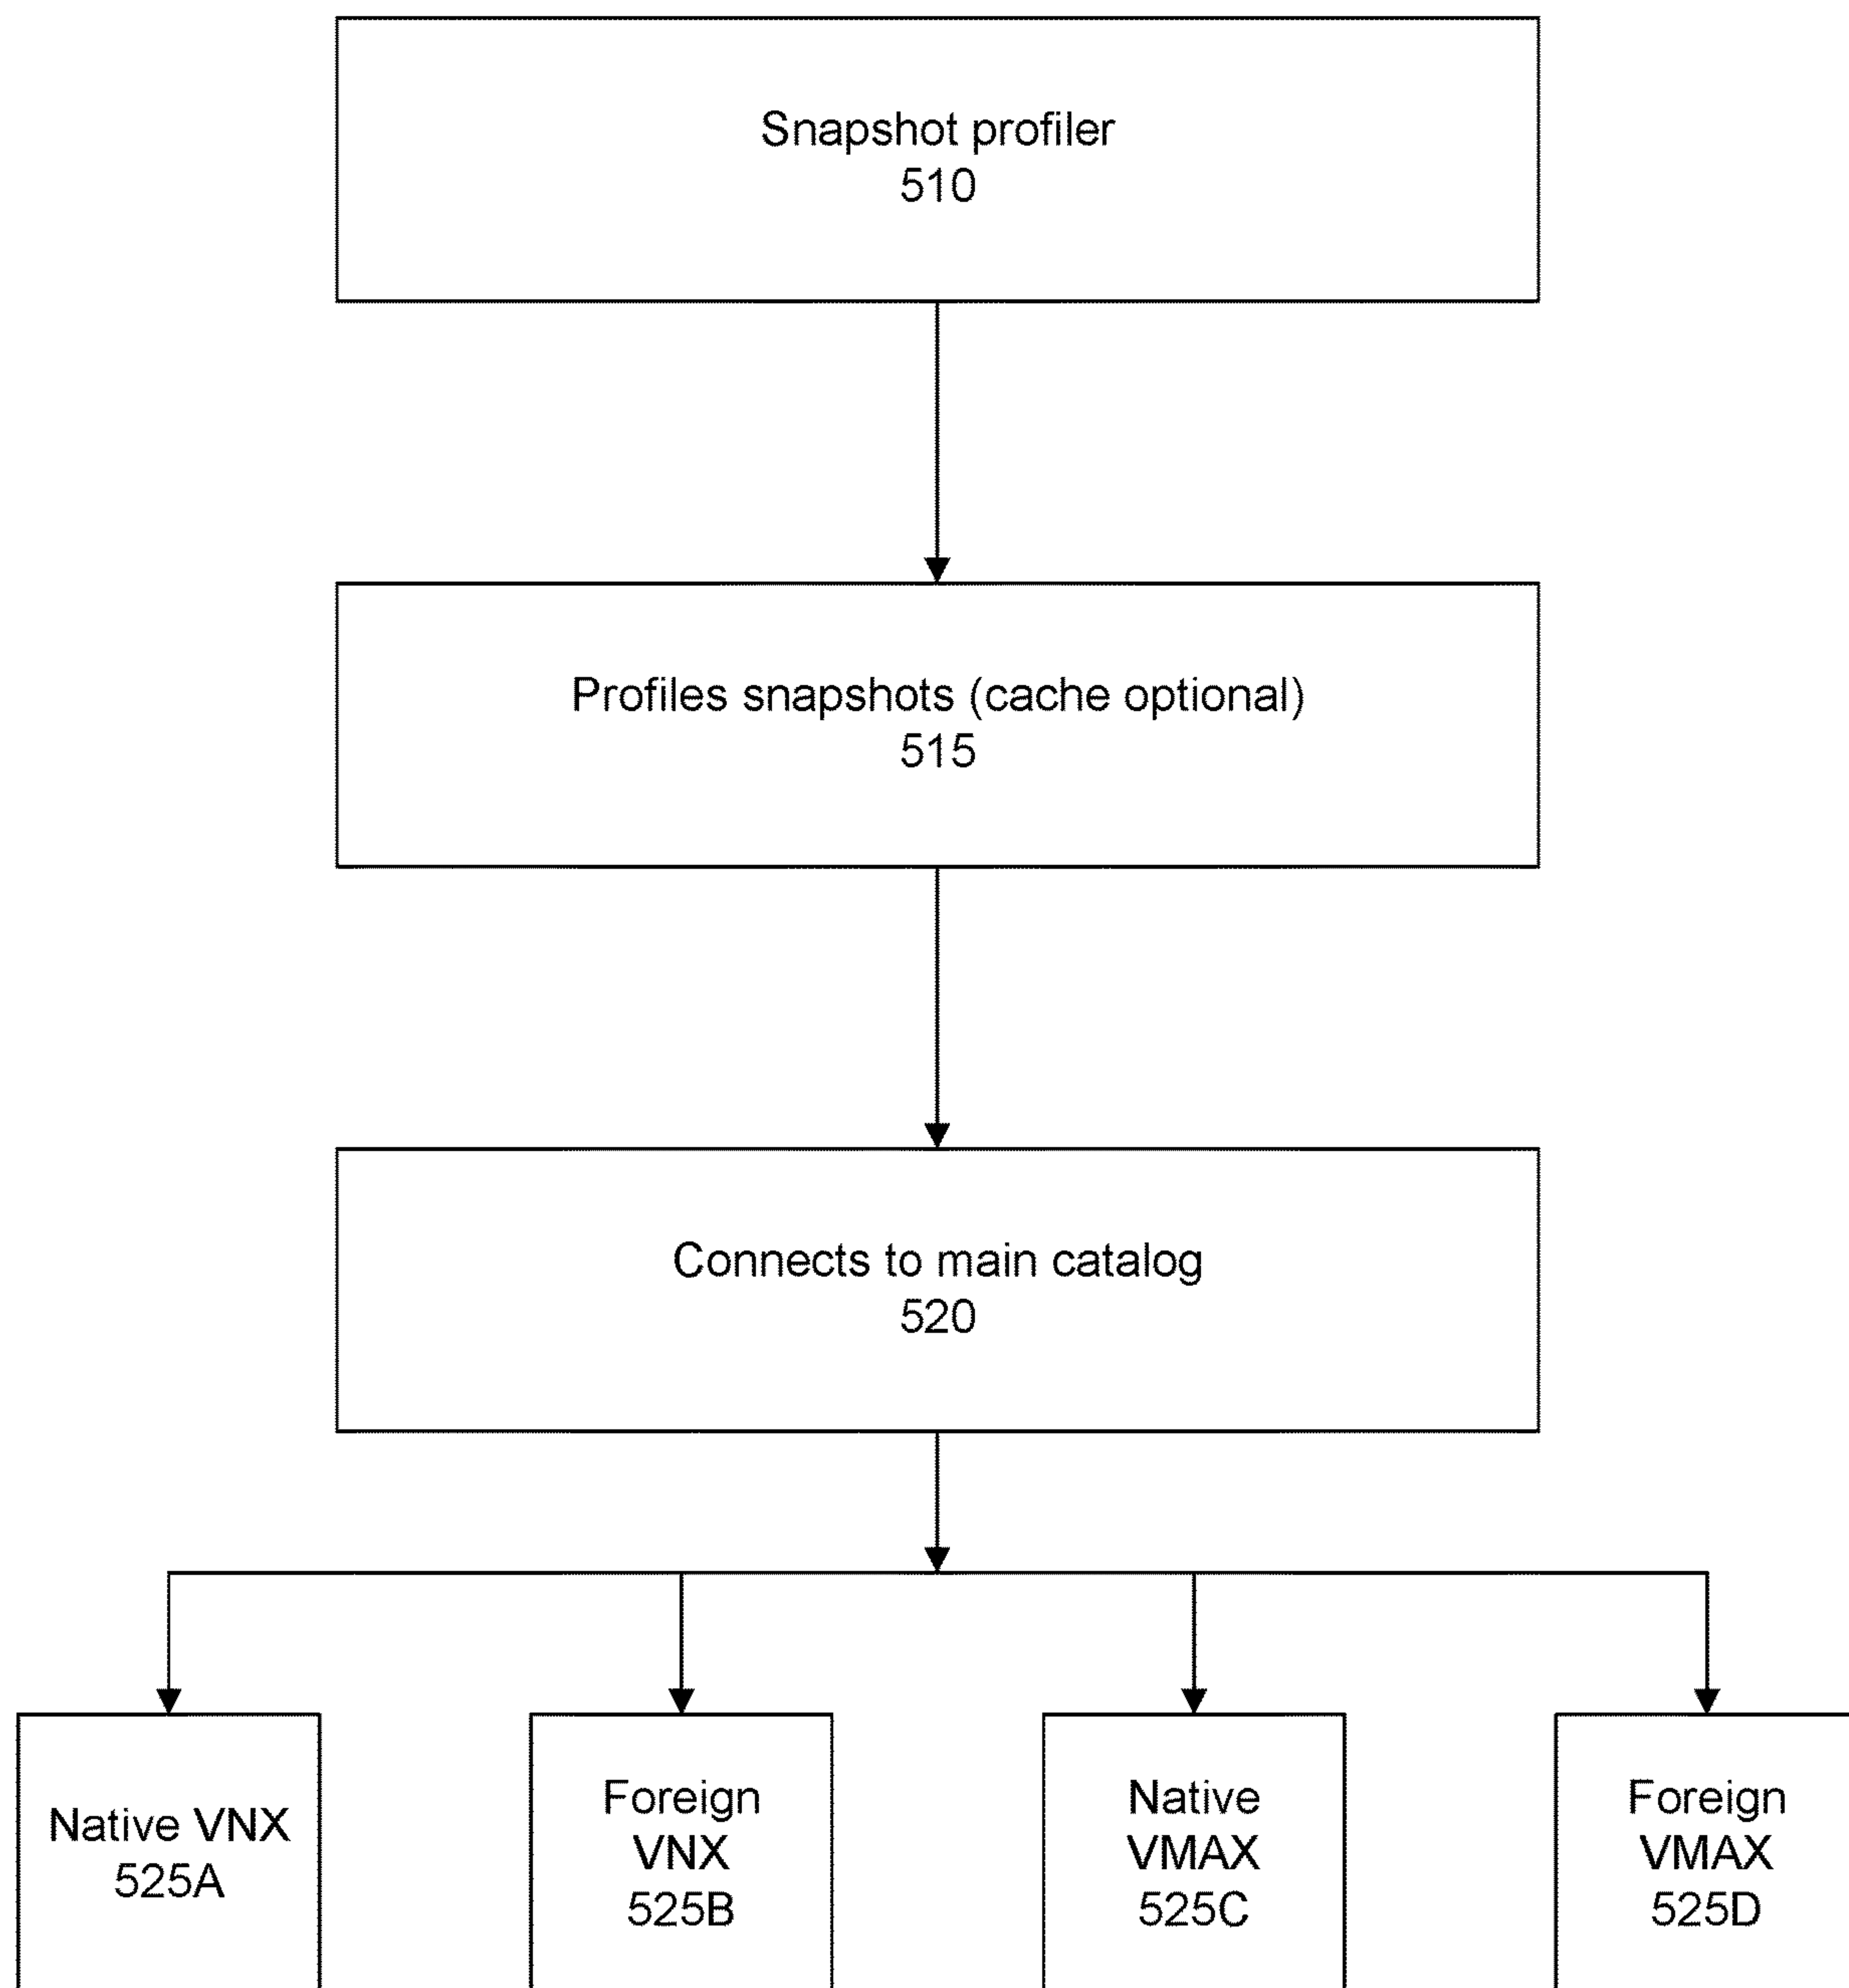 Snapshot profiler
510
Profiles snapshots (cache optional)
515
Connects to main catalog
520
Native VNX
525A
Foreign
VNX
525B
Native
VMAX
525C
Foreign
VMAX
525D